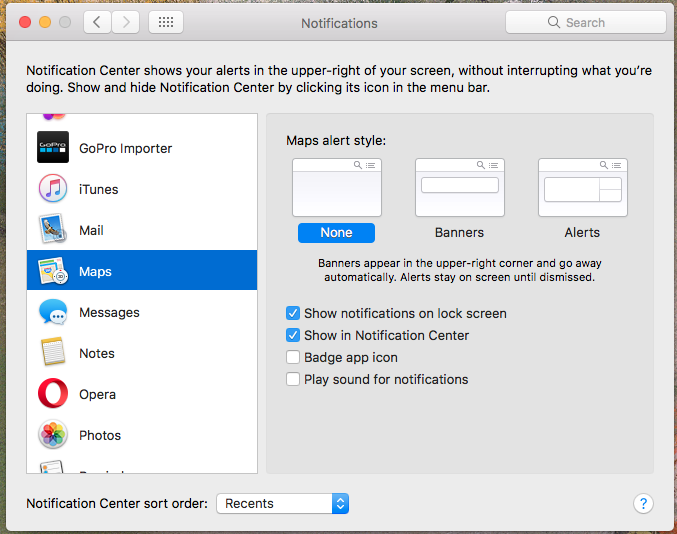 Notifications
Search
Notification Center shows your alerts in the upper-right of your screen, without interrupting what you're
doing. Show and hide Notification Center by clicking its icon in the menu bar.
GoPro
GoPro Importer
iTunes
Mail
Maps
Messages
Notes
Opera
Photos
Maps alert style:
None
Banners
Alerts
Banners appear in the upper-right corner and go away
automatically. Alerts stay on screen until dismissed.
Show notifications on lock screen
Show in Notification Center
Badge app icon
Play sound for notifications
Notification Center sort order:
Recents
?